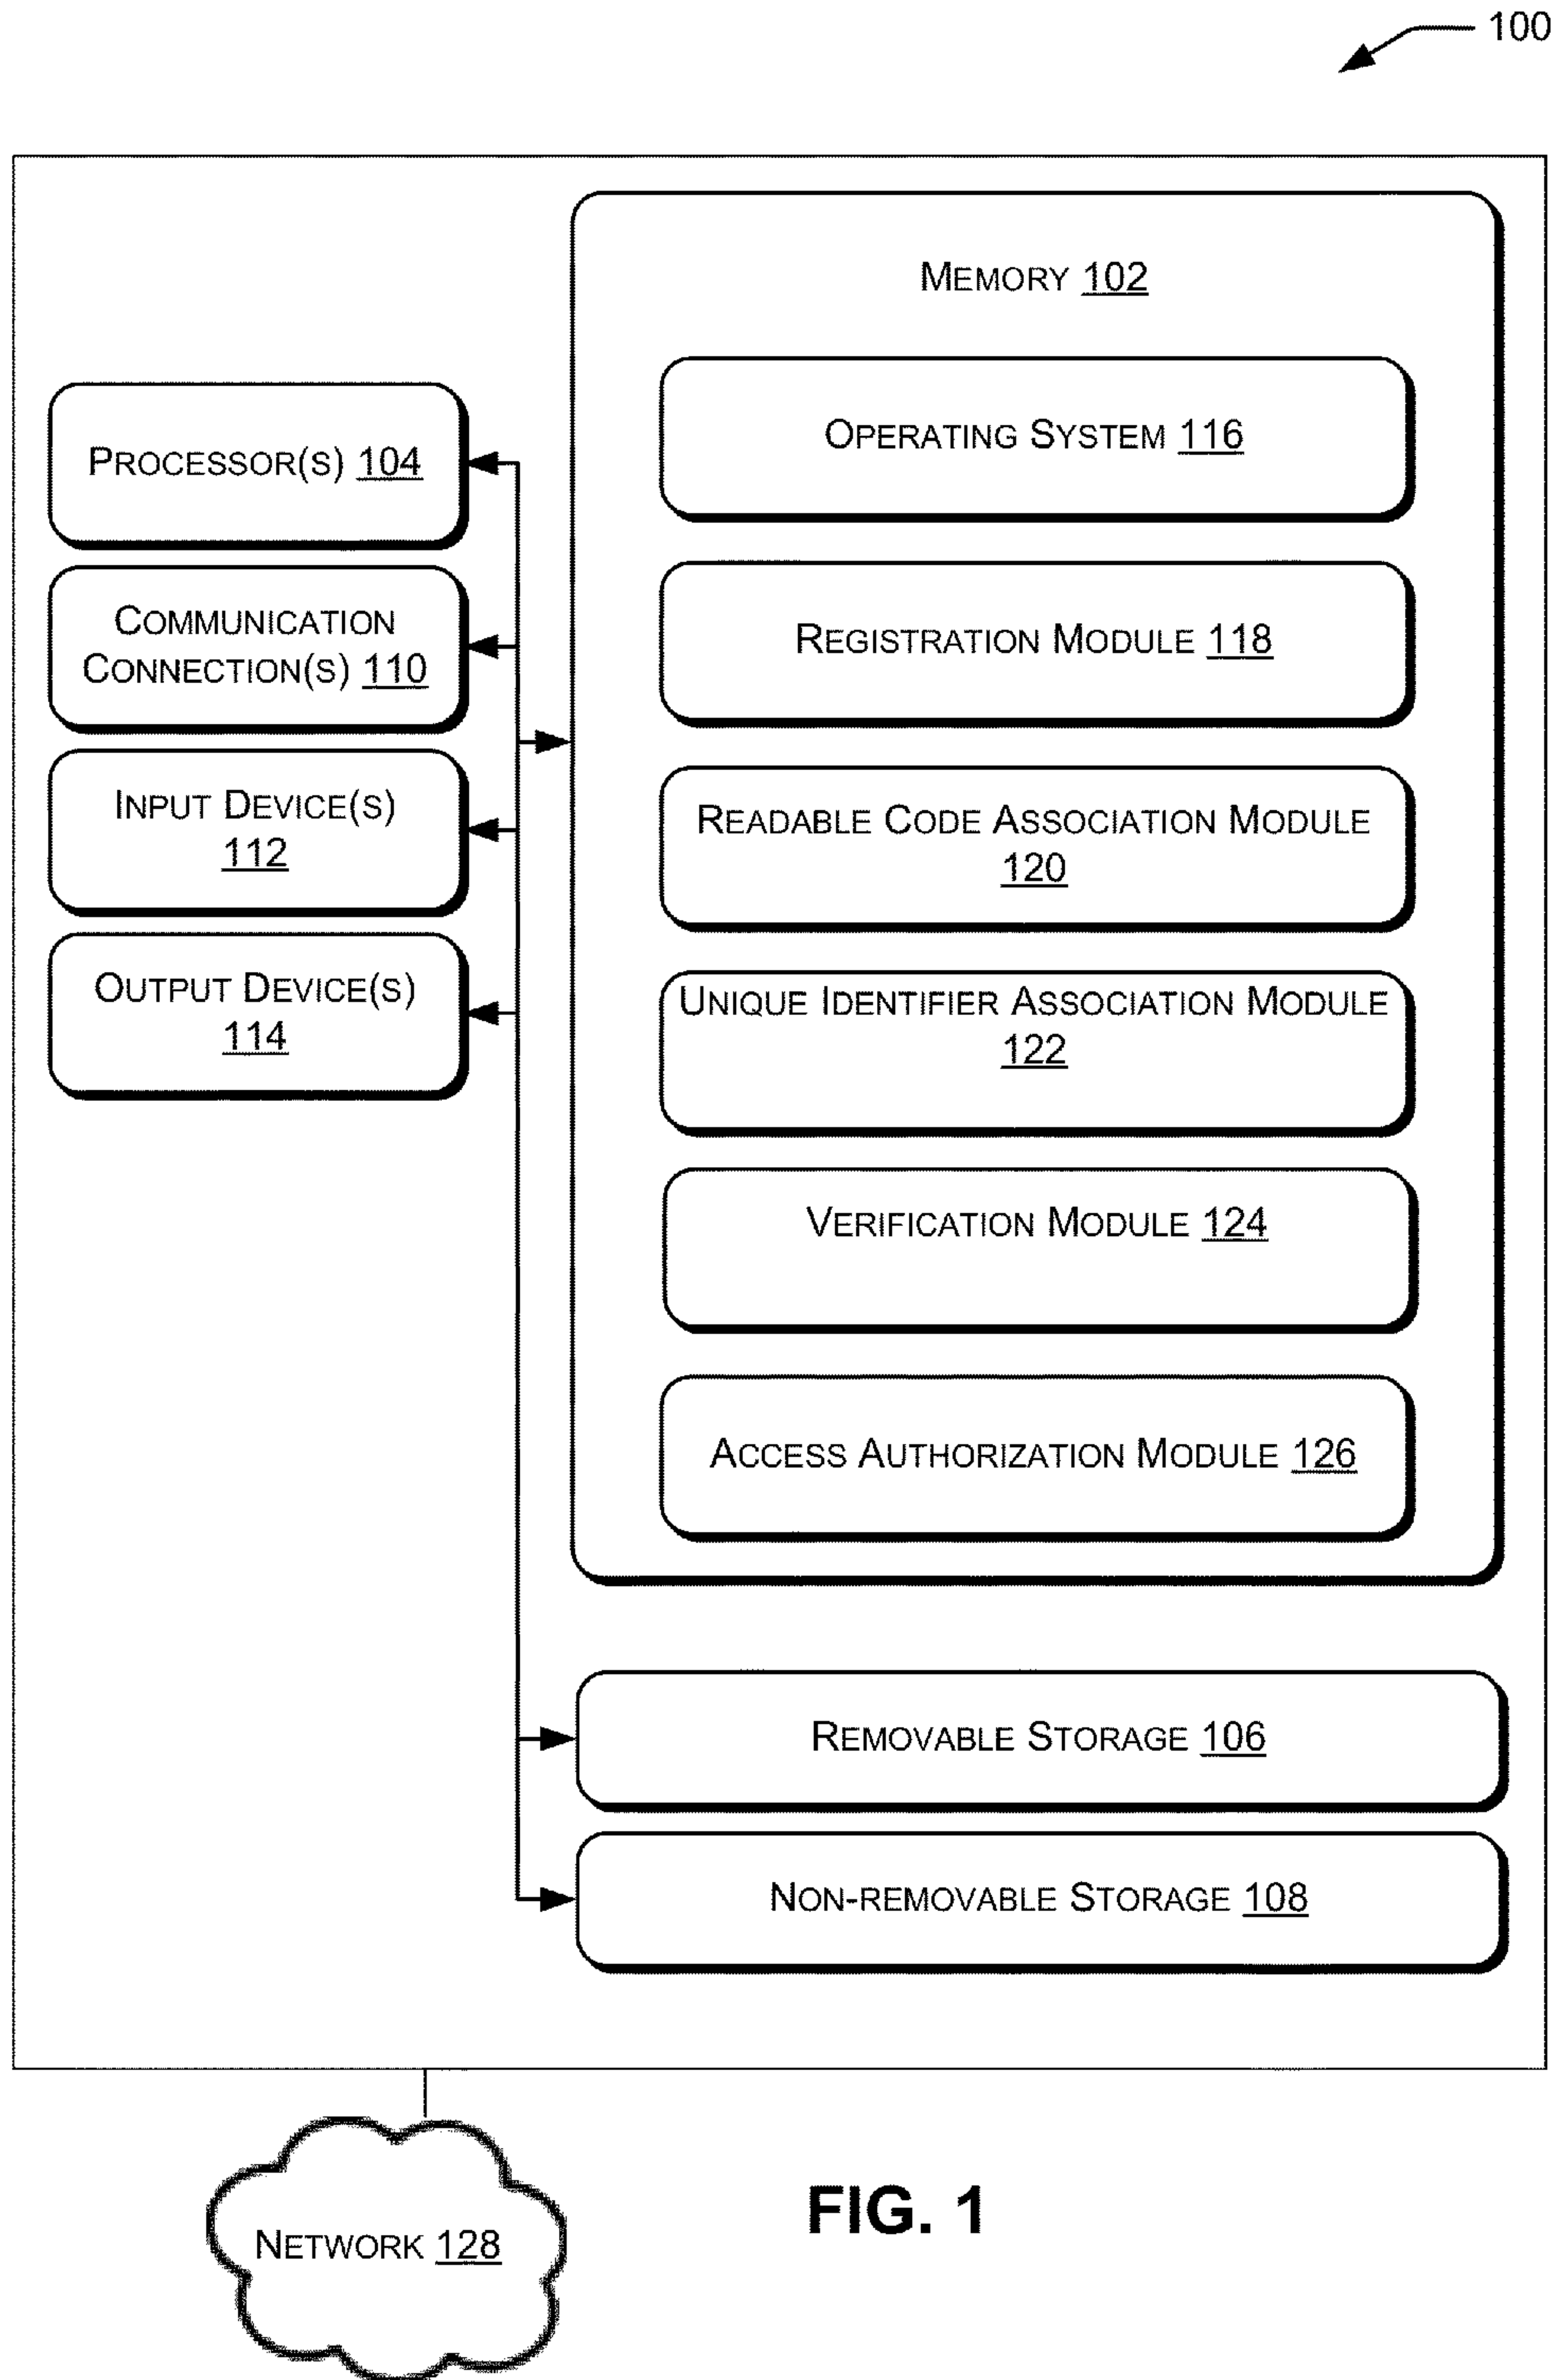 100
MEMORY 102
OPERATING SYSTEM 116
REGISTRATION MODULE 118
READABLE CODE ASSOCIATION MODULE
120
UNIQUE IDENTIFIER ASSOCIATION MODULE
122
VERIFICATION MODULE 124
ACCESS AUTHORIZATION MODULE 126
PROCESSOR(S) 104
COMMUNICATION
CONNECTION(S) 110
INPUT DEVICE(S)
112
OUTPUT DEVICE(S)
114
REMOVABLE STORAGE 106
NON-REMOVABLE STORAGE 108
NETWORK 128
FIG. 1